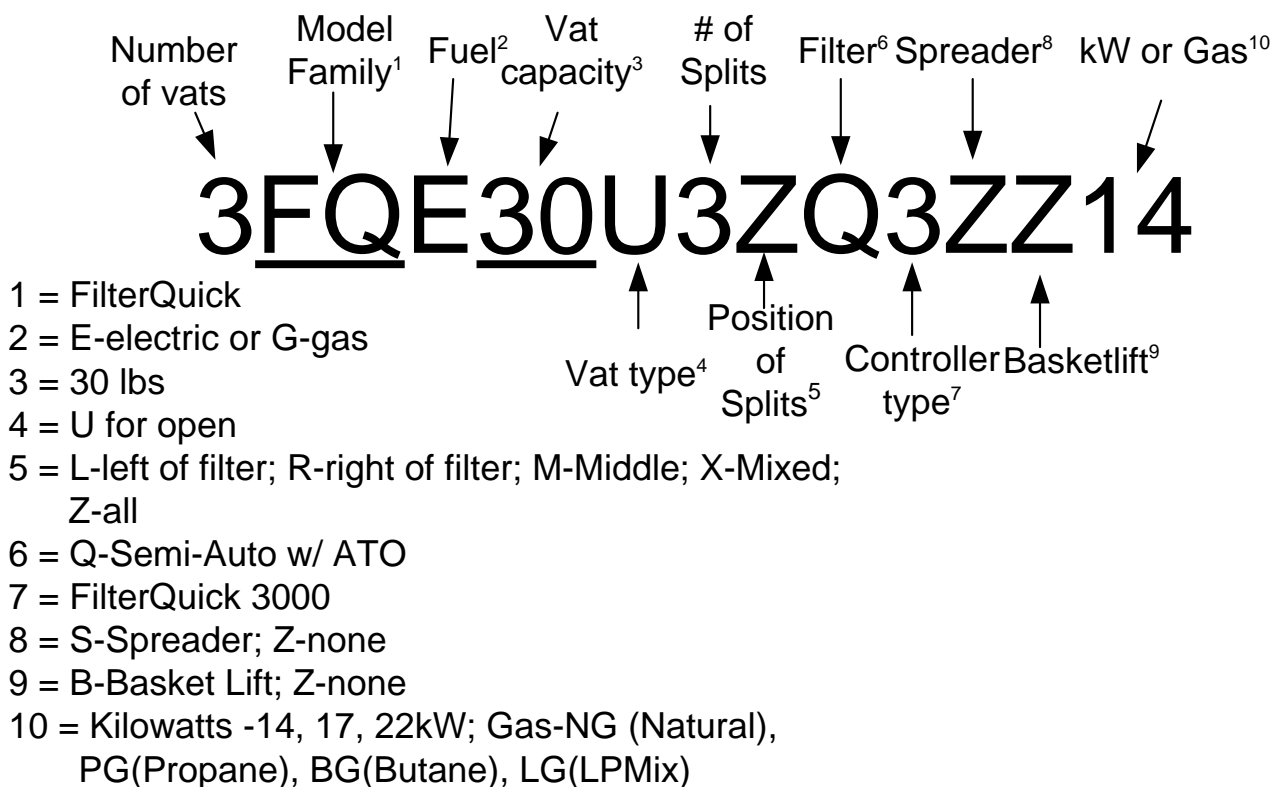 Number
of vats
Model
Family¹
Fuel²
Vat
capacity³
# of
Splits
Filter⁶
Spreader⁸
kW or Gas¹⁰
3FQE30U3ZQ3ZZ14
Vat type⁴
Position
of
Splits⁵
Controller
type⁷
Basketlift⁹
1 = FilterQuick
2 = E-electric or G-gas
3 = 30 lbs
4 = U for open
5 = L-left of filter; R-right of filter; M-Middle; X-Mixed;
Z-all
6 = Q-Semi-Auto w/ ATO
7 = FilterQuick 3000
8 = S-Spreader; Z-none
9 = B-Basket Lift; Z-none
10 = Kilowatts -14, 17, 22kW; Gas-NG (Natural),
PG(Propane), BG(Butane), LG(LPMix)